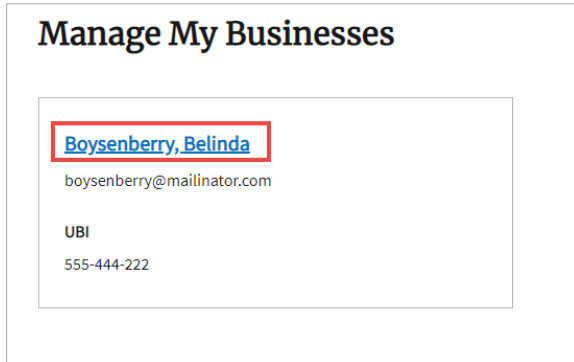 Manage My Businesses
Boysenberry, Belinda
boysenberry@mailinator.com
UBI
555-444-222